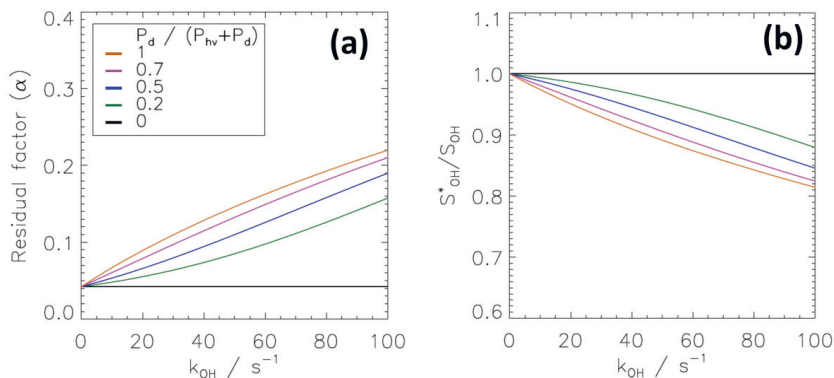 (a)
P_d / (P_hν+P_d)
1
0.7
0.5
0.2
0
0.4
0.3
0.2
0.1
0.0
Residual factor (α)
0 20 40 60 80 100
k_OH / s⁻¹
(b)
1.1
1.0
0.9
0.8
0.7
0.6
S*_OH/S_OH
0 20 40 60 80 100
k_OH / s⁻¹